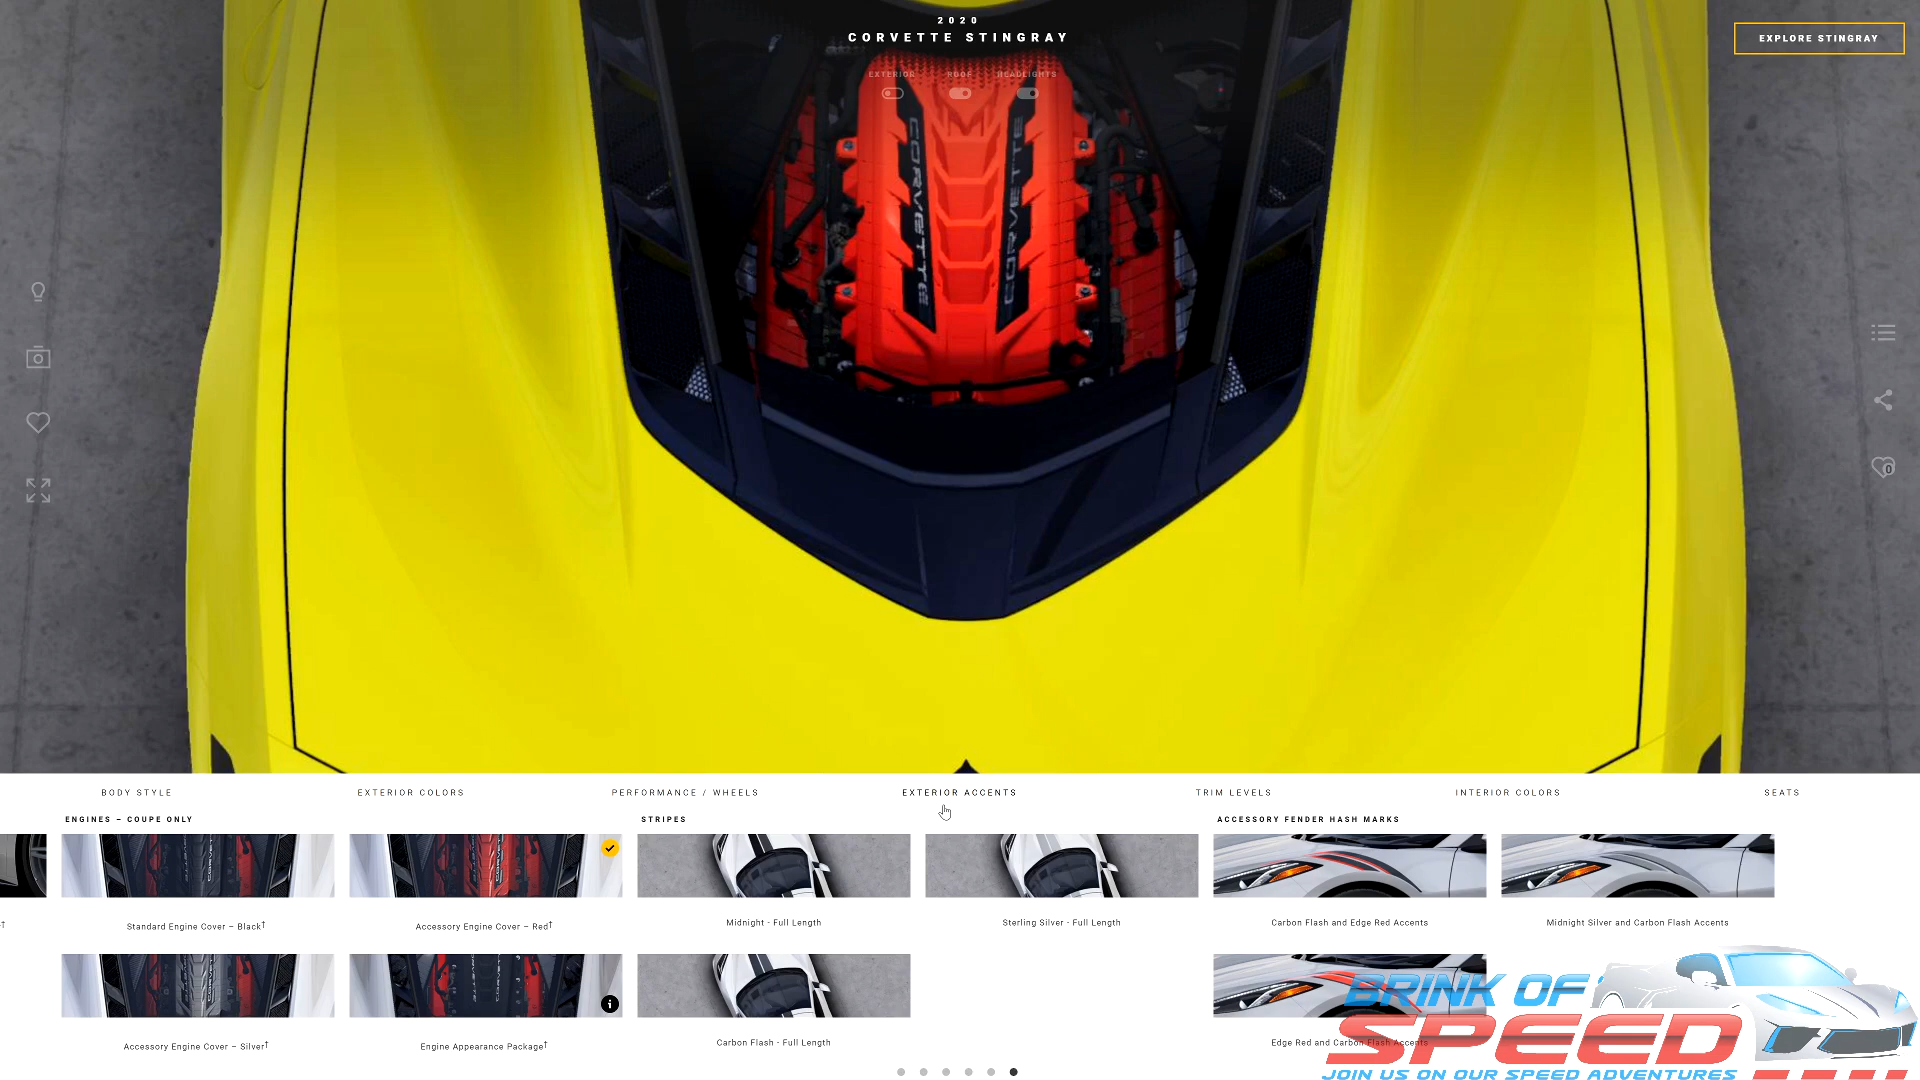 2020
CORVETTE STINGRAY
EXPLORE STINGRAY
EXTERIOR ROOF HEADLIGHTS
CORVETTE
CORVETTE
0
BODY STYLE EXTERIOR COLORS PERFORMANCE / WHEELS EXTERIOR ACCENTS TRIM LEVELS INTERIOR COLORS SEATS
ENGINES – COUPE ONLY STRIPES ACCESSORY FENDER HASH MARKS
† Standard Engine Cover – Black† Accessory Engine Cover – Red† Midnight - Full Length Sterling Silver - Full Length Carbon Flash and Edge Red Accents Midnight Silver and Carbon Flash Accents
Accessory Engine Cover – Silver† Engine Appearance Package† Carbon Flash - Full Length Edge Red and Carbon Flash Accents
BRINK OF
SPEED
JOIN US ON OUR SPEED ADVENTURES